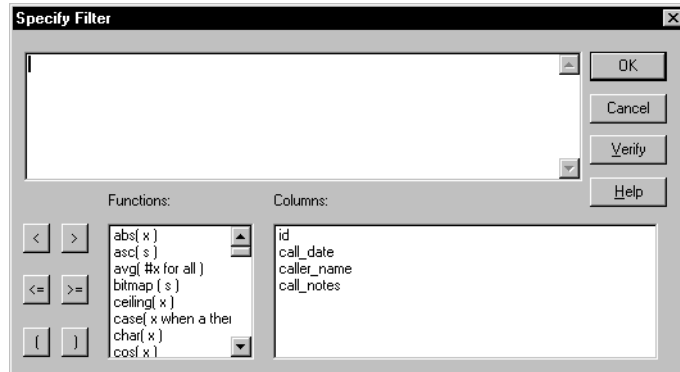 Specify Filter
OK
Cancel
Verify
Help
Functions:
Columns:
< >
<= >=
( )
abs( x )
asc( s )
avg( #x for all )
bitmap ( s )
ceiling( x )
case( x when a the
char( x )
cos( x )
id
call_date
caller_name
call_notes